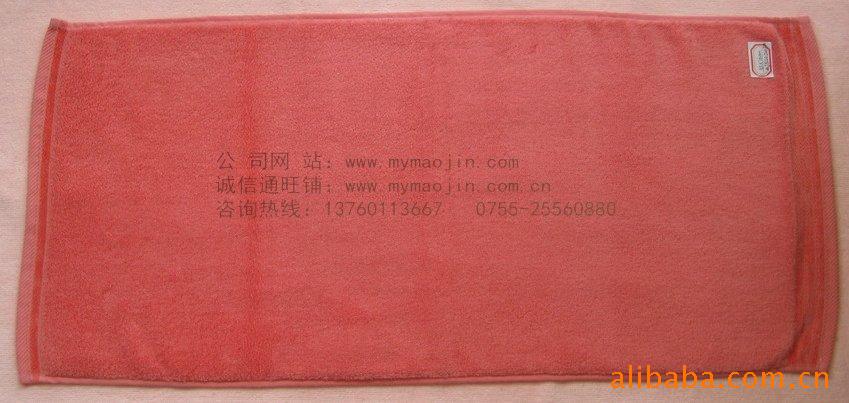 公 司网 站：www.mymaojin.com
诚信通旺铺：www.mymaojin.com.cn
咨询热线：13760113667 0755-25560880
alibaba.com.cn